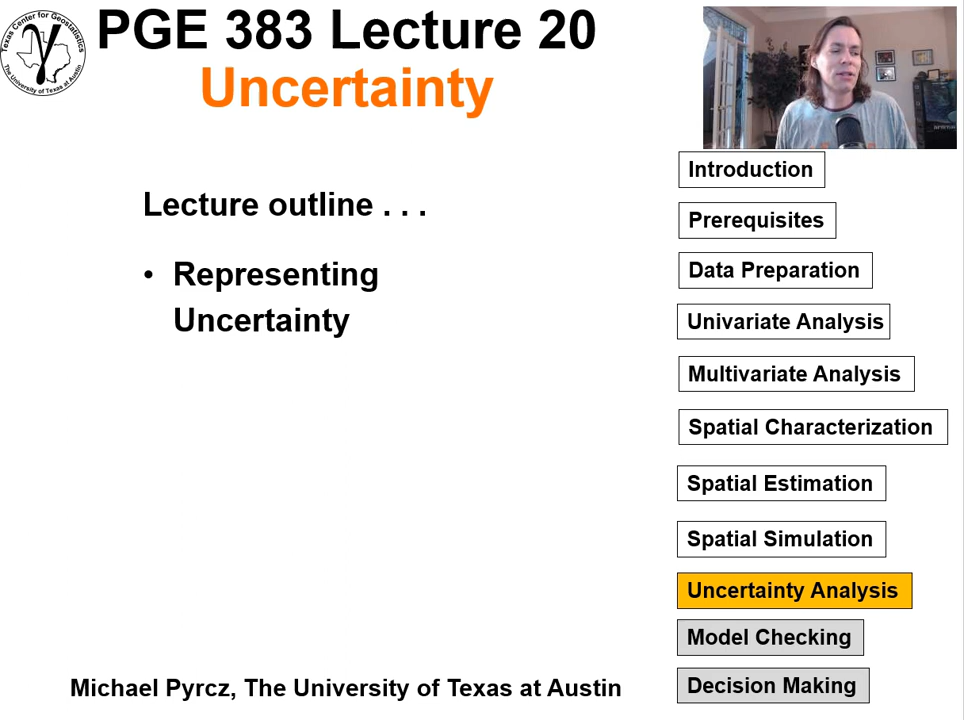 PGE 383 Lecture 20
Uncertainty
Texas Center for Geostatistics
The University of Texas at Austin
Lecture outline . . .
• Representing
Uncertainty
Introduction
Prerequisites
Data Preparation
Univariate Analysis
Multivariate Analysis
Spatial Characterization
Spatial Estimation
Spatial Simulation
Uncertainty Analysis
Model Checking
Decision Making
Michael Pyrcz, The University of Texas at Austin